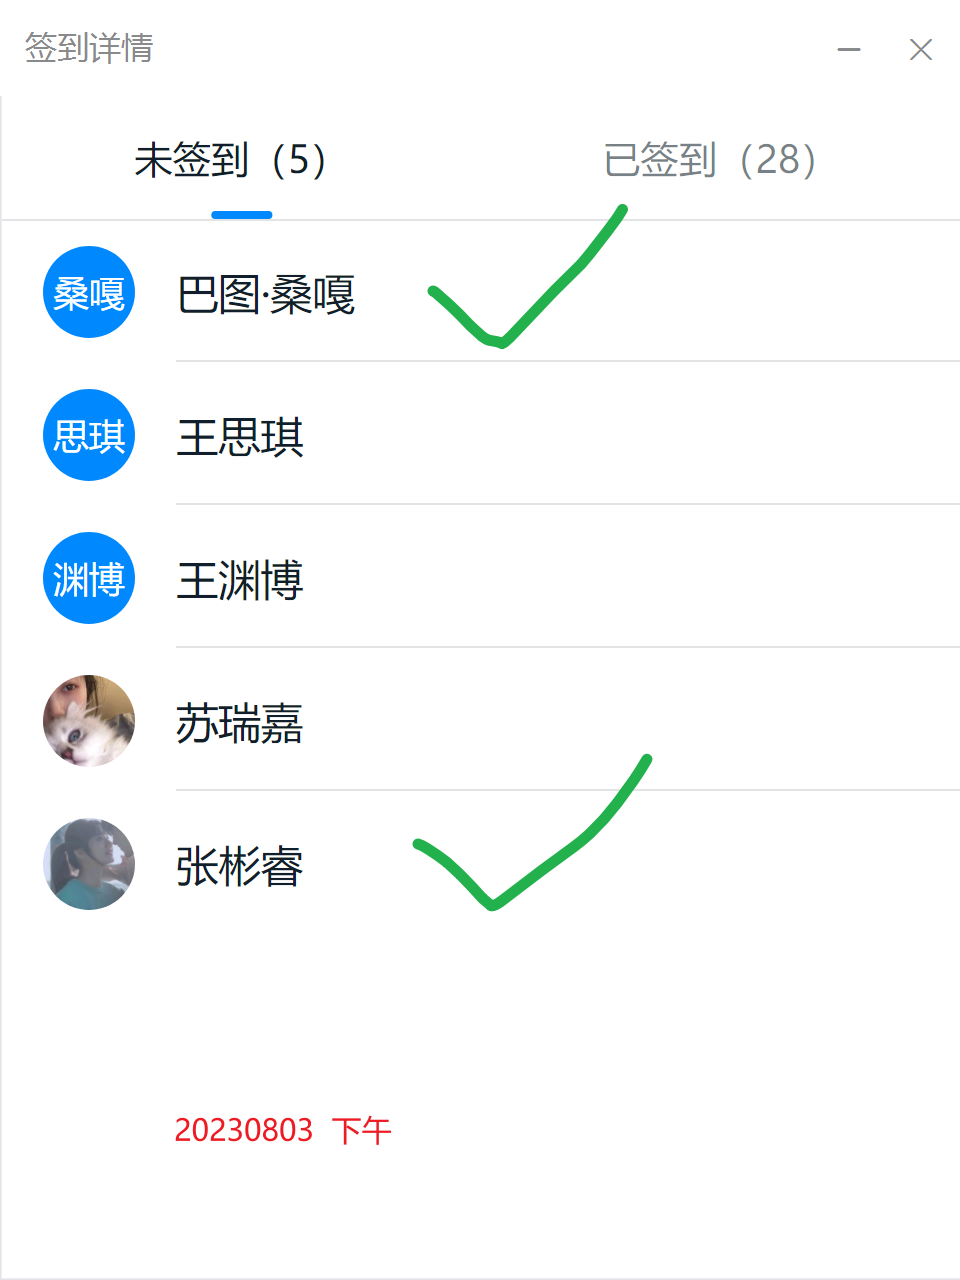 签到详情
未签到（5） 已签到（28）
桑嘎 巴图·桑嘎
思琪 王思琪
渊博 王渊博
苏瑞嘉
张彬睿
20230803 下午